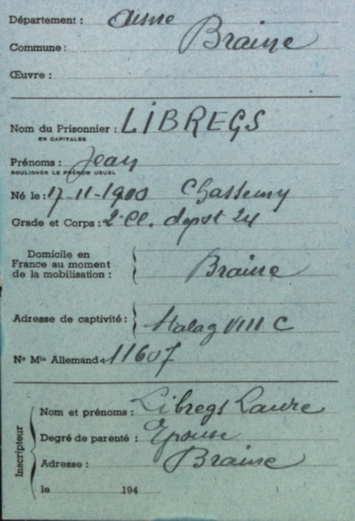 Département : Aisne
Commune : Braine
Œuvre :
Nom du Prisonnier : LIBREGS
EN CAPITALES
Prénoms : Jean
SOULIGNER LE PRÉNOM USUEL
Né le : 17-11-1900 Chassemy
Grade et Corps : 2e Cl. dépot 24
Domicile en
France au moment
de la mobilisation : Braine
Adresse de captivité : Stalag VIII C
No Mle Allemand : 11607
Inscripteur
Nom et prénoms : Libregs Laure
Degré de parenté : Epouse
Adresse : Braine
le 194